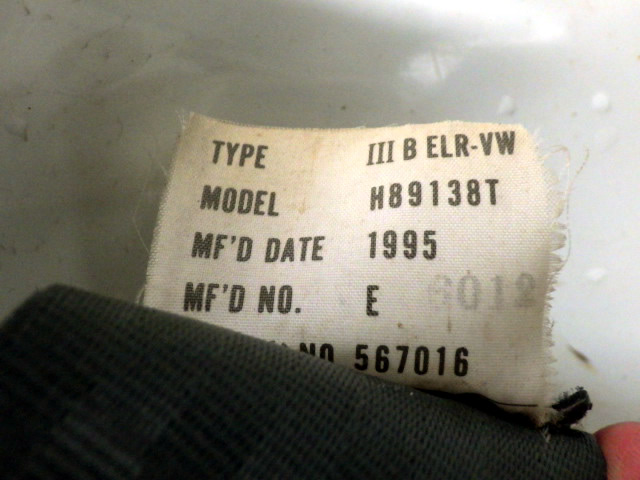 TYPE III B ELR-VW
MODEL H89138T
MF'D DATE 1995
MF'D NO. E 6012
NO 567016